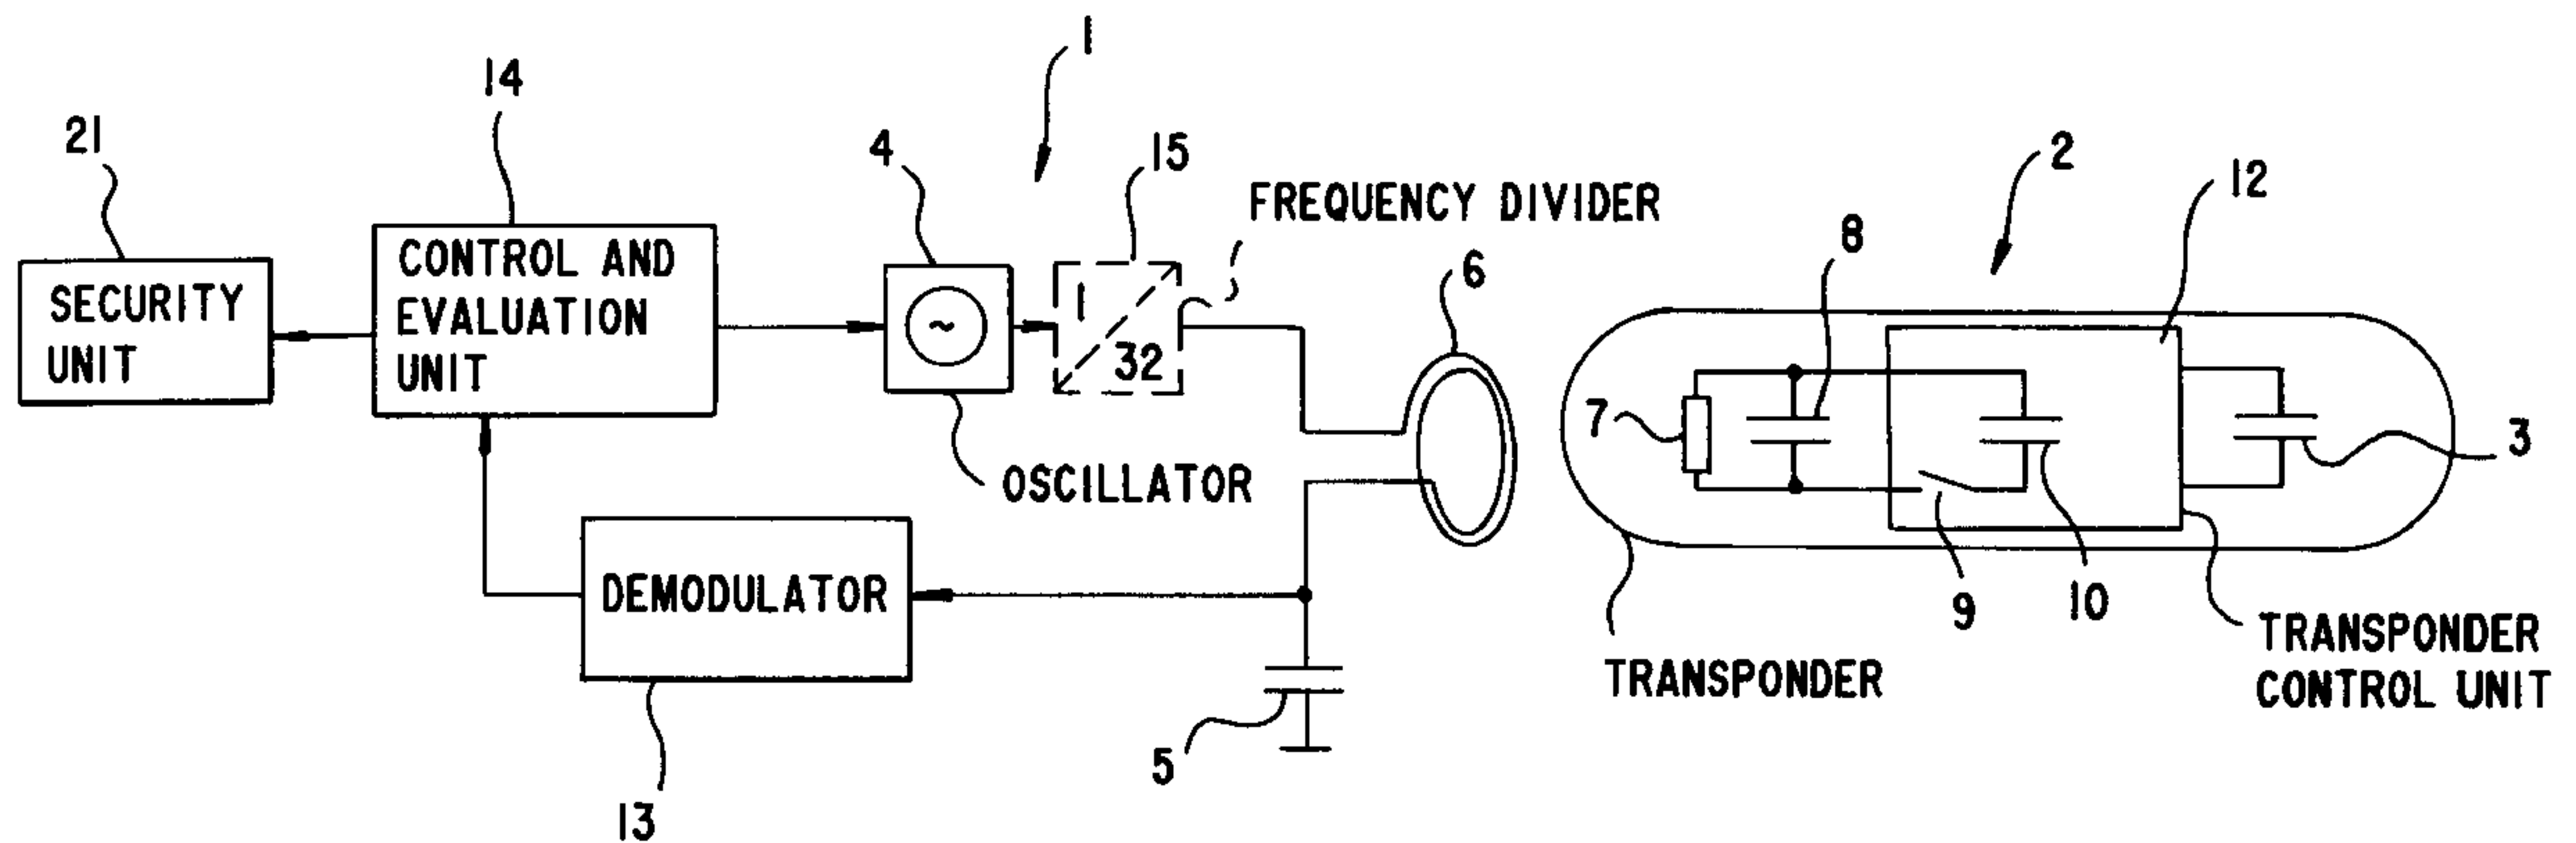 1
14
21
4
15
2
12
FREQUENCY DIVIDER
8
6
CONTROL AND
EVALUATION
UNIT
SECURITY
UNIT
~
1
32
7
3
OSCILLATOR
DEMODULATOR
9
10
TRANSPONDER
TRANSPONDER
CONTROL UNIT
5
13